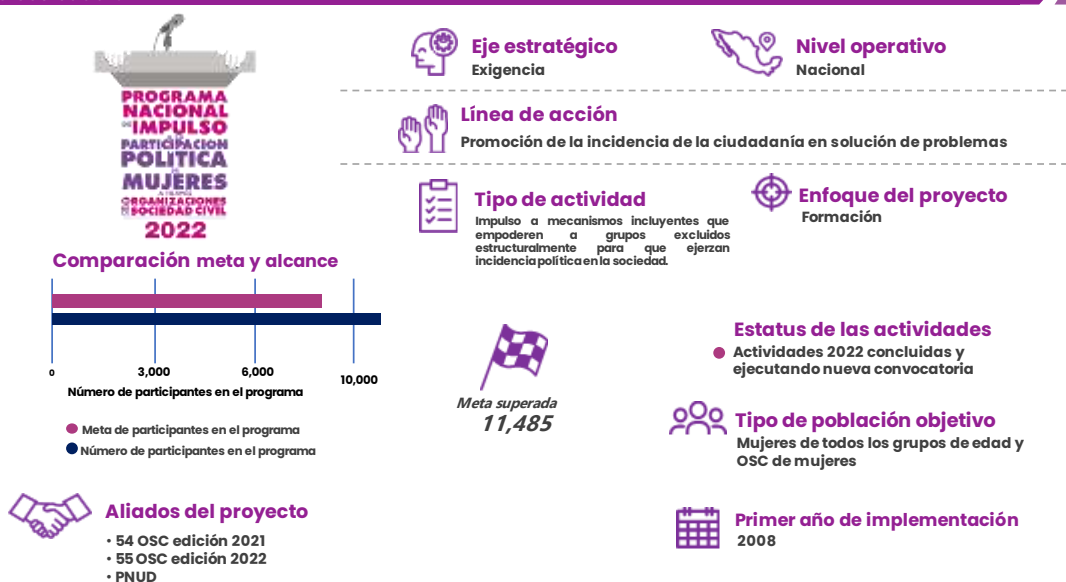 PROGRAMA
NACIONAL
DE IMPULSO
PARTICIPACION
POLITICA
MUJERES
ORGANIZACIONES
SOCIEDAD CIVIL
2022
Eje estratégico
Exigencia
Nivel operativo
Nacional
Línea de acción
Promoción de la incidencia de la ciudadanía en solución de problemas
Tipo de actividad
Impulso a mecanismos incluyentes que
empoderen a grupos excluidos
estructuralmente para que ejerzan
incidencia política en la sociedad.
Enfoque del proyecto
Formación
Comparación meta y alcance
0
3,000
6,000
10,000
Número de participantes en el programa
Meta de participantes en el programa
Número de participantes en el programa
Meta superada
11,485
Estatus de las actividades
Actividades 2022 concluidas y
ejecutando nueva convocatoria
Tipo de población objetivo
Mujeres de todos los grupos de edad y
OSC de mujeres
Aliados del proyecto
• 54 OSC edición 2021
• 55 OSC edición 2022
• PNUD
Primer año de implementación
2008